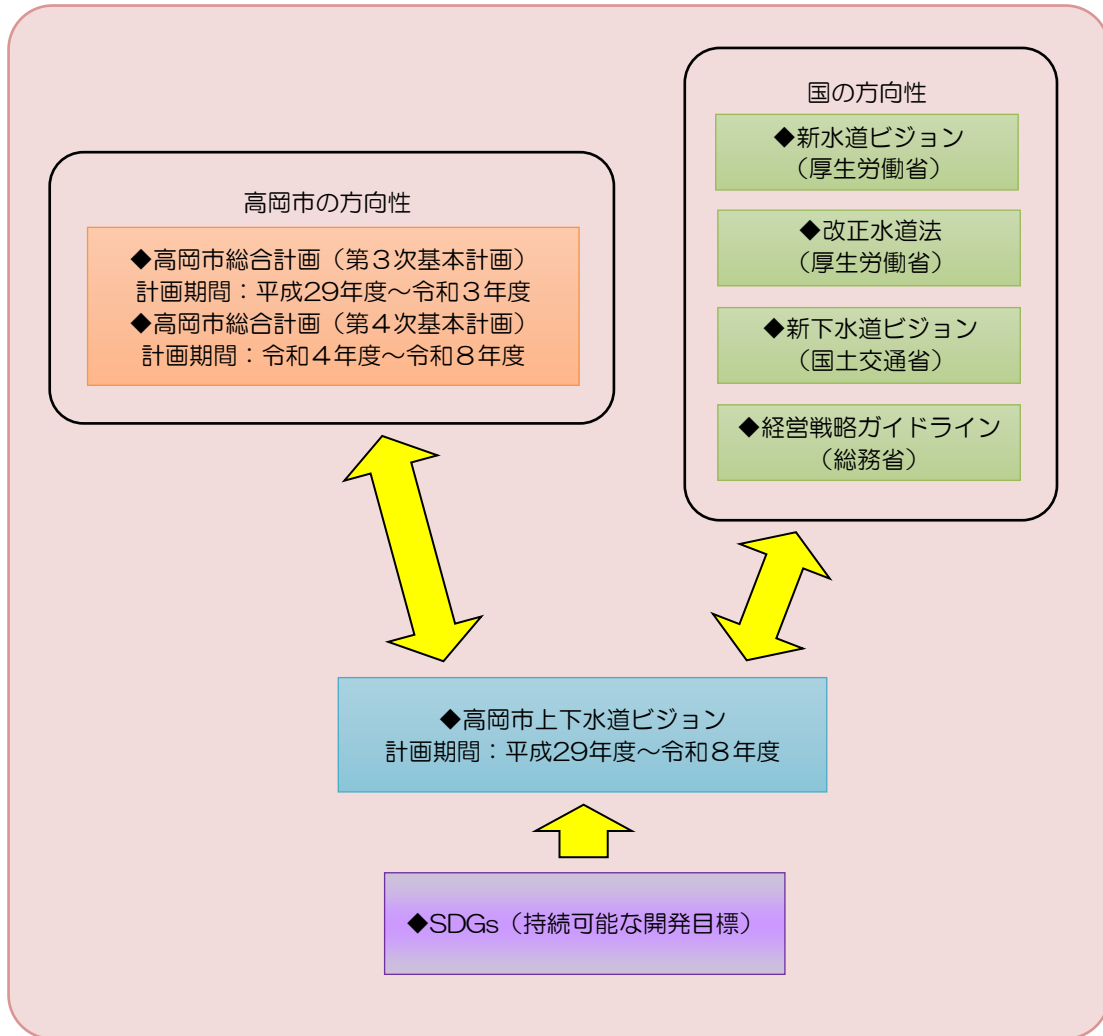 高岡市の方向性
◆高岡市総合計画（第３次基本計画）
計画期間：平成29年度～令和３年度
◆高岡市総合計画（第４次基本計画）
計画期間：令和４年度～令和８年度
国の方向性
◆新水道ビジョン
（厚生労働省）
◆改正水道法
（厚生労働省）
◆新下水道ビジョン
（国土交通省）
◆経営戦略ガイドライン
（総務省）
◆高岡市上下水道ビジョン
計画期間：平成29年度～令和８年度
◆SDGs（持続可能な開発目標）